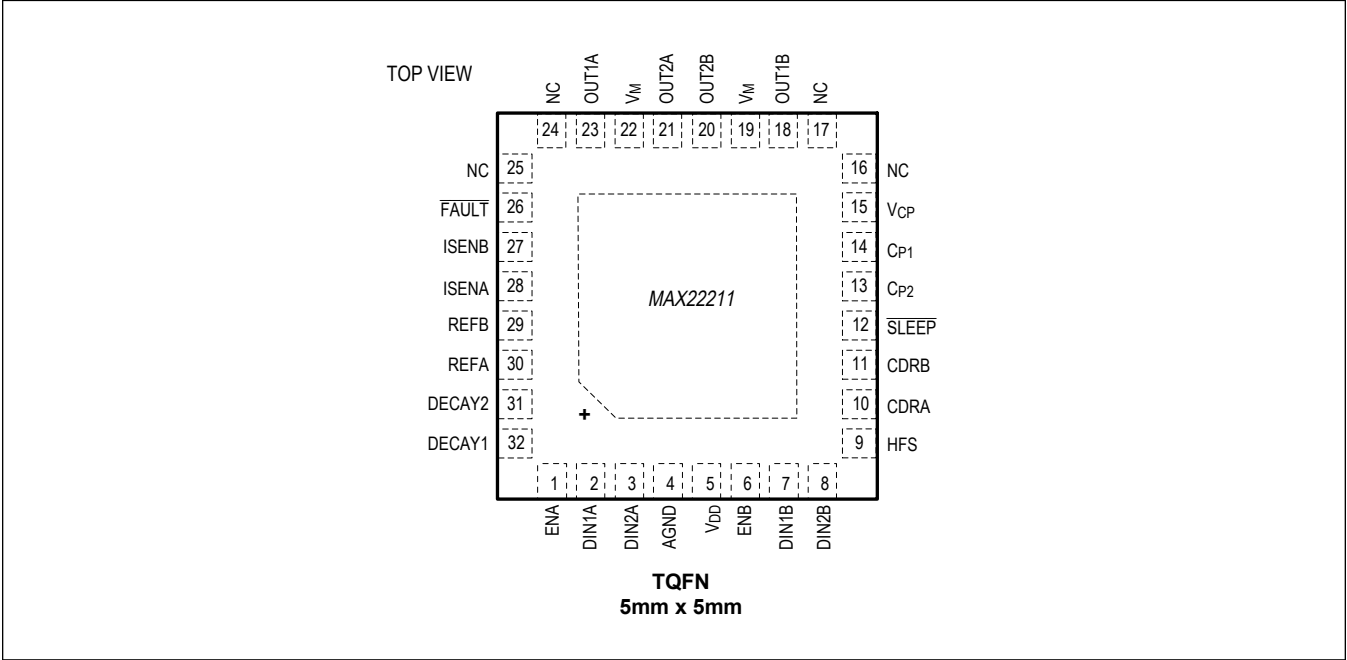 TOP VIEW
NC
OUT1A
VM
OUT2A
OUT2B
VM
OUT1B
NC
24 23 22 21 20 19 18 17
NC 25 16 NC
FAULT 26 15 VCP
ISENB 27 14 CP1
ISENA 28 13 CP2
MAX22211
REFB 29 12 SLEEP
REFA 30 11 CDRB
DECAY2 31 10 CDRA
+
DECAY1 32 9 HFS
1 2 3 4 5 6 7 8
ENA
DIN1A
DIN2A
AGND
VDD
ENB
DIN1B
DIN2B
TQFN
5mm x 5mm